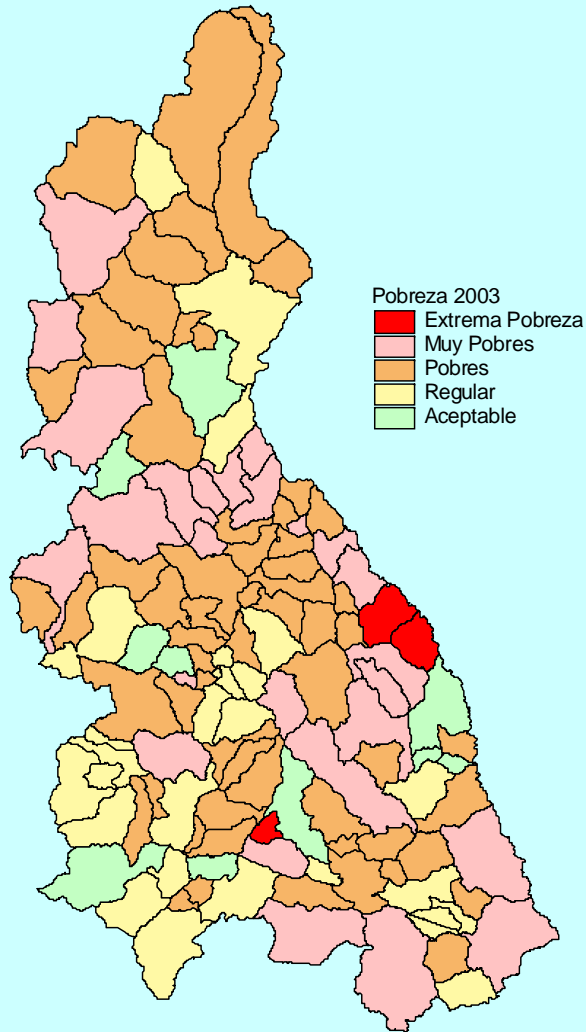 Pobreza 2003
Extrema Pobreza
Muy Pobres
Pobres
Regular
Aceptable